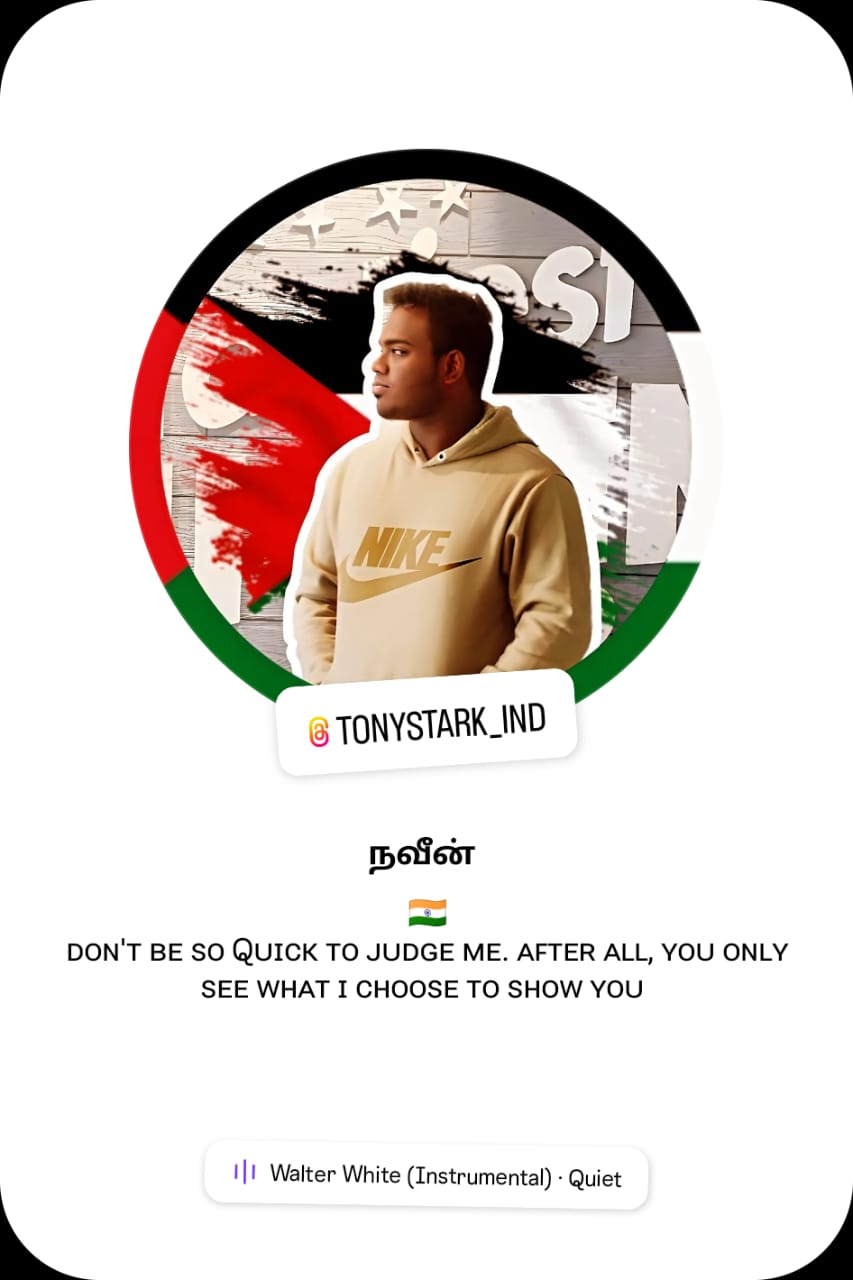 est
NIKE
TONYSTARK_IND
நவீன்
🇮🇳
DON'T BE SO QUICK TO JUDGE ME. AFTER ALL, YOU ONLY
SEE WHAT I CHOOSE TO SHOW YOU
Walter White (Instrumental) · Quiet